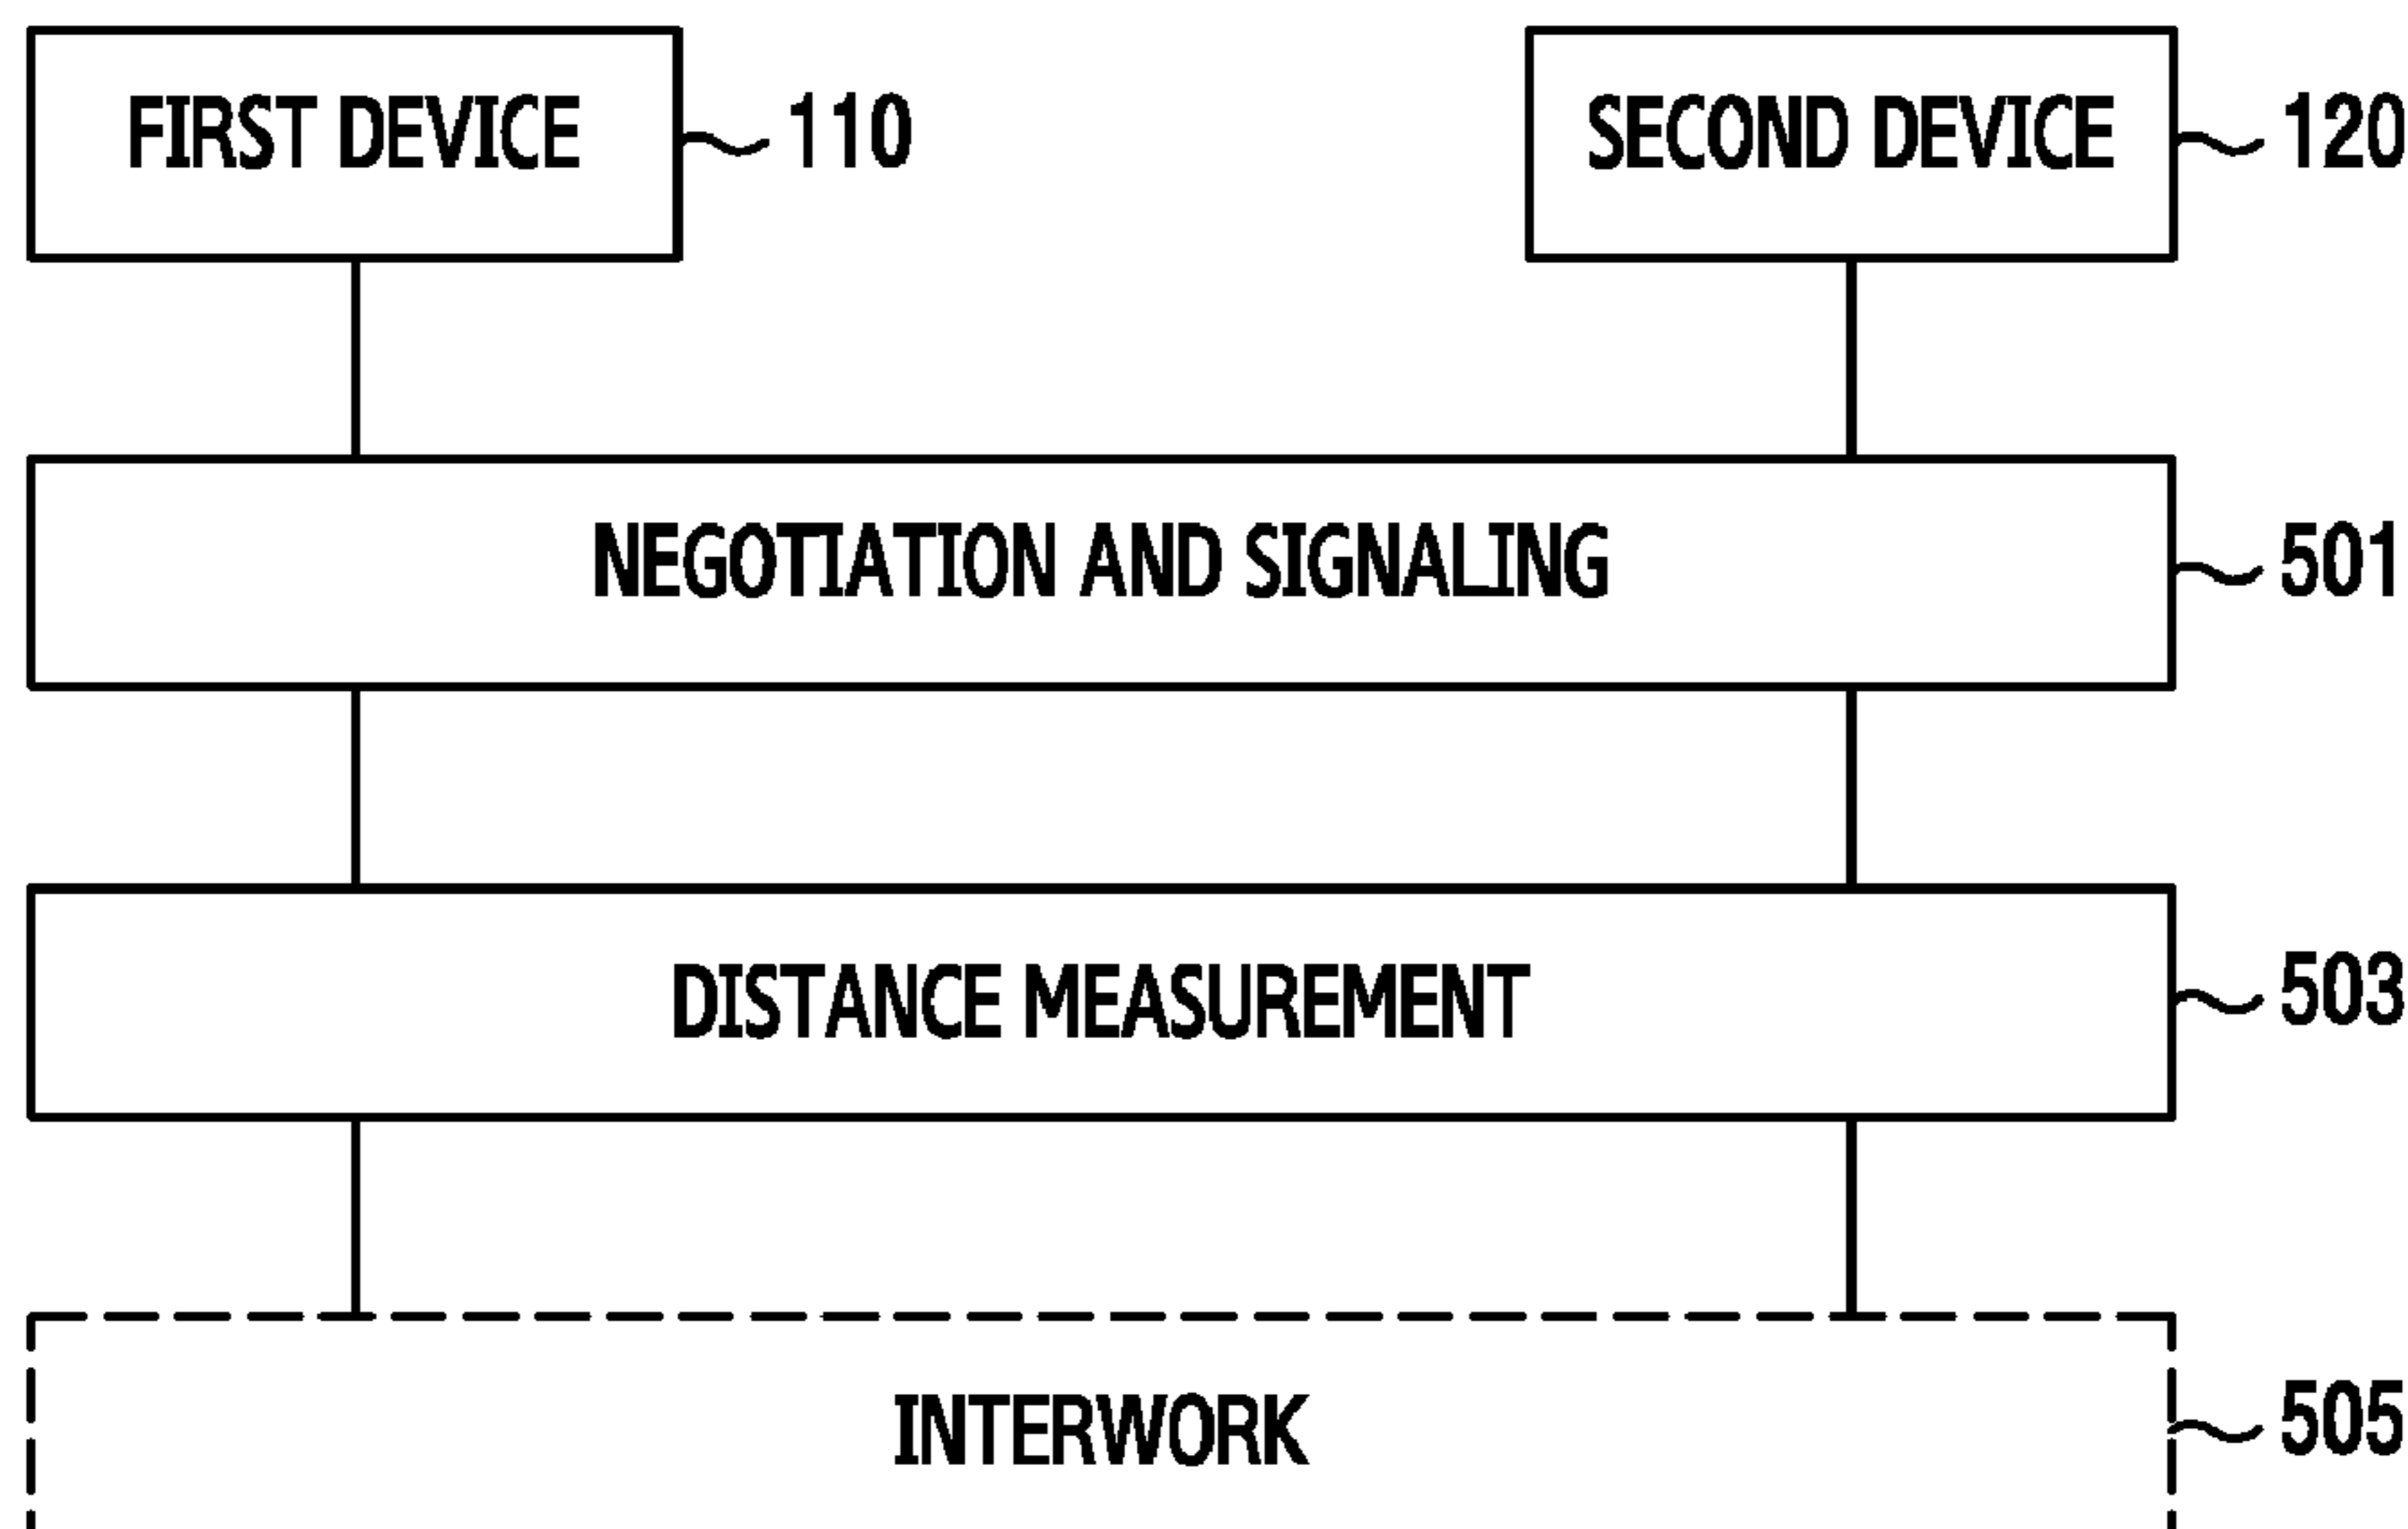 FIRST DEVICE 110
SECOND DEVICE 120
NEGOTIATION AND SIGNALING 501
DISTANCE MEASUREMENT 503
INTERWORK 505